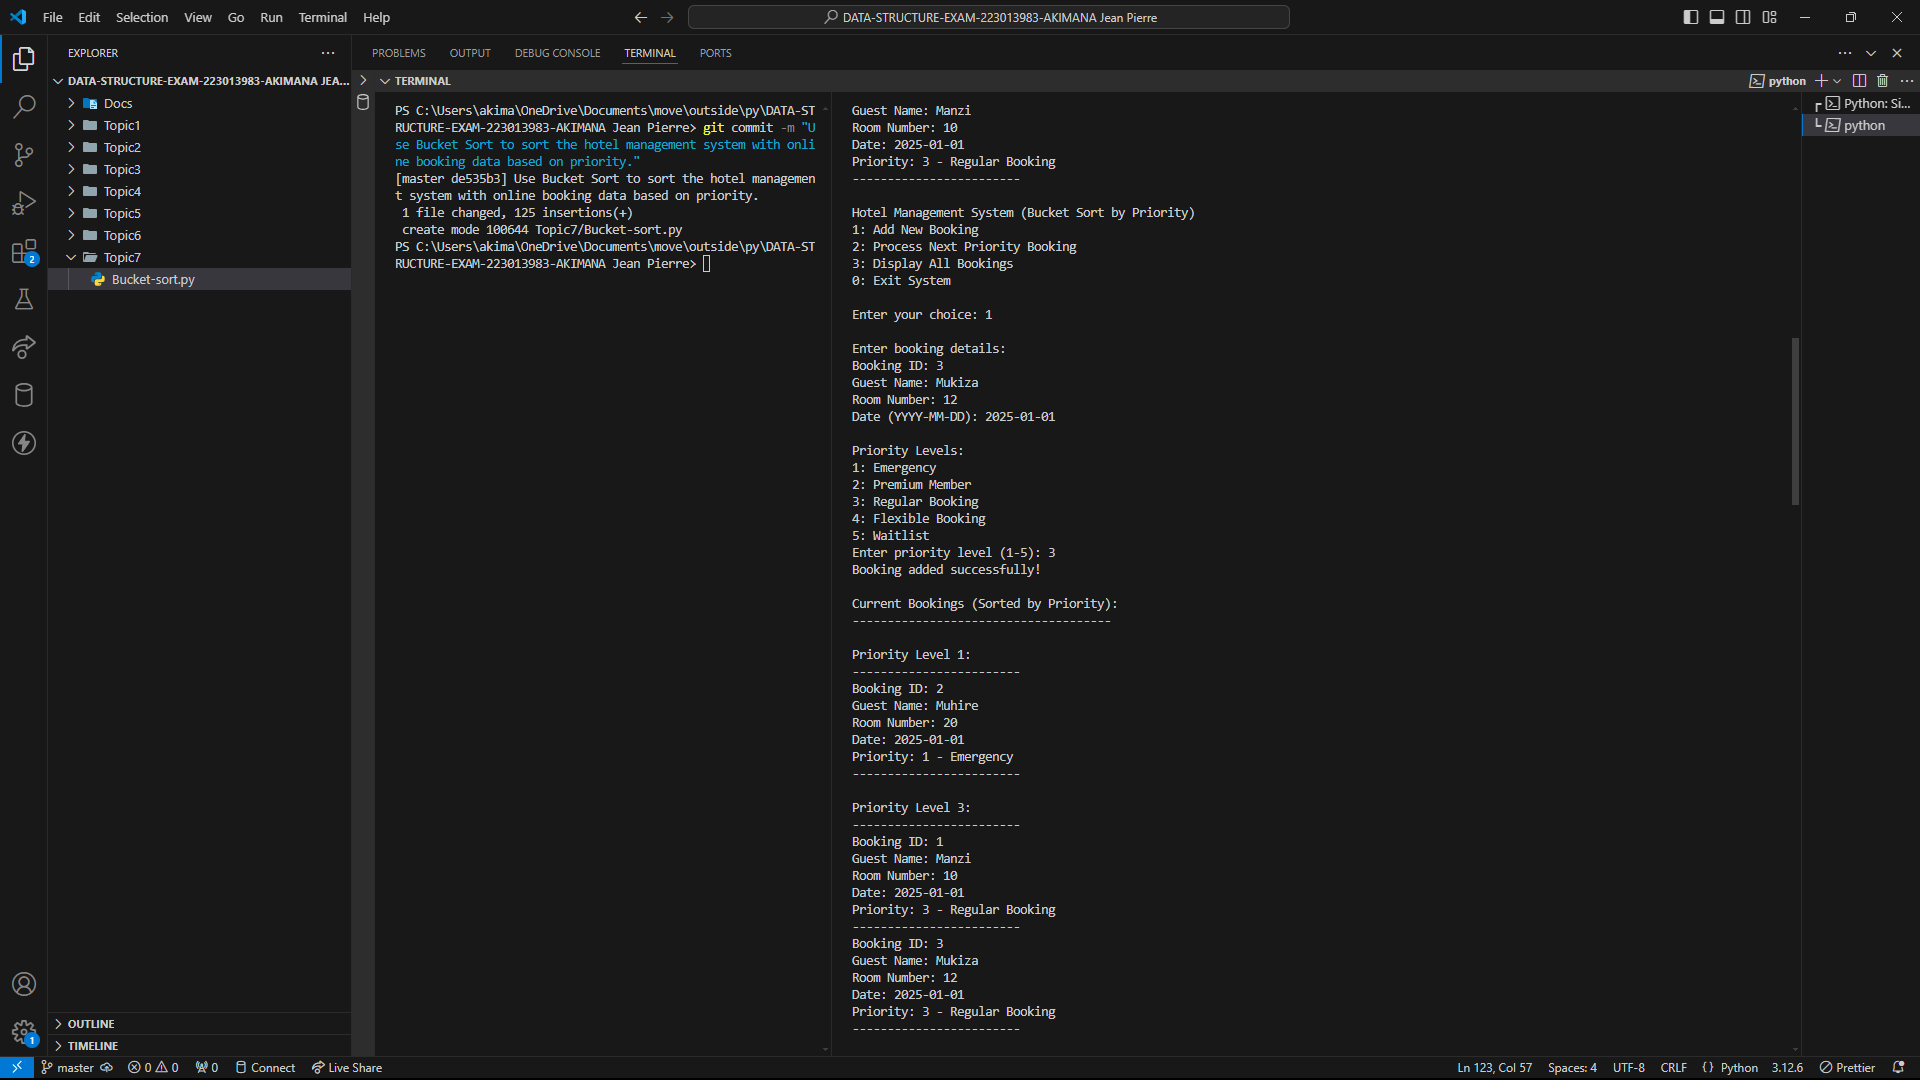 File Edit Selection View Go Run Terminal Help
DATA-STRUCTURE-EXAM-223013983-AKIMANA Jean Pierre
EXPLORER
DATA-STRUCTURE-EXAM-223013983-AKIMANA JEA...
Docs
Topic1
Topic2
Topic3
Topic4
Topic5
Topic6
Topic7
Bucket-sort.py
OUTLINE
TIMELINE
2
1
PROBLEMS OUTPUT DEBUG CONSOLE TERMINAL PORTS
TERMINAL
python
PS C:\Users\akima\OneDrive\Documents\move\outside\py\DATA-ST
RUCTURE-EXAM-223013983-AKIMANA Jean Pierre> git commit -m "U
se Bucket Sort to sort the hotel management system with onli
ne booking data based on priority."
[master de535b3] Use Bucket Sort to sort the hotel managemen
t system with online booking data based on priority.
1 file changed, 125 insertions(+)
create mode 100644 Topic7/Bucket-sort.py
PS C:\Users\akima\OneDrive\Documents\move\outside\py\DATA-ST
RUCTURE-EXAM-223013983-AKIMANA Jean Pierre>
Guest Name: Manzi
Room Number: 10
Date: 2025-01-01
Priority: 3 - Regular Booking
------------------------
Hotel Management System (Bucket Sort by Priority)
1: Add New Booking
2: Process Next Priority Booking
3: Display All Bookings
0: Exit System
Enter your choice: 1
Enter booking details:
Booking ID: 3
Guest Name: Mukiza
Room Number: 12
Date (YYYY-MM-DD): 2025-01-01
Priority Levels:
1: Emergency
2: Premium Member
3: Regular Booking
4: Flexible Booking
5: Waitlist
Enter priority level (1-5): 3
Booking added successfully!
Current Bookings (Sorted by Priority):
-------------------------------------
Priority Level 1:
------------------------
Booking ID: 2
Guest Name: Muhire
Room Number: 20
Date: 2025-01-01
Priority: 1 - Emergency
------------------------
Priority Level 3:
------------------------
Booking ID: 1
Guest Name: Manzi
Room Number: 10
Date: 2025-01-01
Priority: 3 - Regular Booking
------------------------
Booking ID: 3
Guest Name: Mukiza
Room Number: 12
Date: 2025-01-01
Priority: 3 - Regular Booking
------------------------
Python: Si...
python
master 0 0 0 Connect Live Share
Ln 123, Col 57 Spaces: 4 UTF-8 CRLF {} Python 3.12.6 Prettier